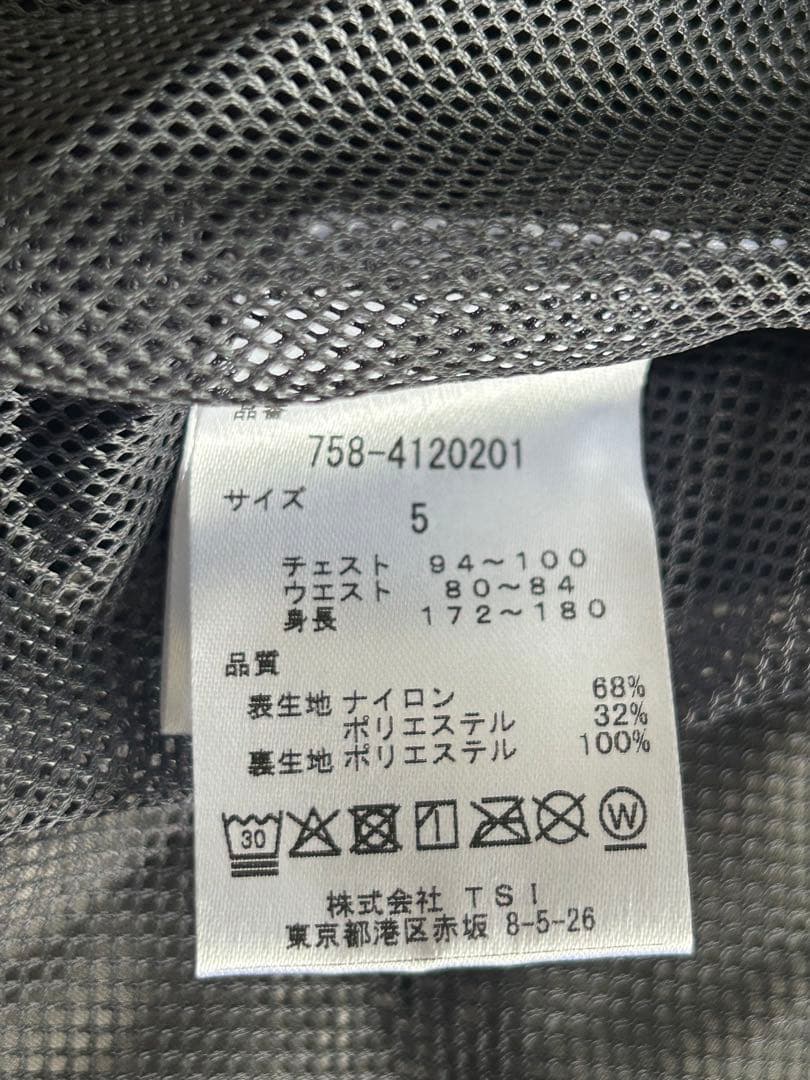 品番
758-4120201
サイズ
5
チェスト 94～100
ウエスト 80～84
身長 172～180
品質
表生地 ナイロン 68%
ポリエステル 32%
裏生地 ポリエステル 100%
30 W
株式会社 TSI
東京都港区赤坂 8-5-26